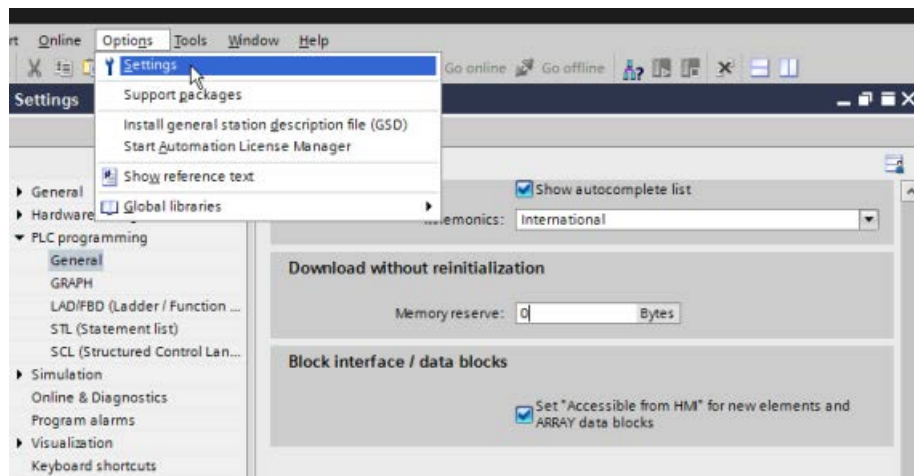 rt Online Options Tools Window Help
Settings
Go online Go offline
Support packages
Settings
Install general station description file (GSD)
Start Automation License Manager
Show reference text
Global libraries
General
Hardware
PLC programming
General
GRAPH
LAD/FBD (Ladder / Function ...
STL (Statement list)
SCL (Structured Control Lan...
Simulation
Online & Diagnostics
Program alarms
Visualization
Keyboard shortcuts
Show autocomplete list
emonics: International
Download without reinitialization
Memory reserve: 0 Bytes
Block interface / data blocks
Set "Accessible from HMI" for new elements and
ARRAY data blocks